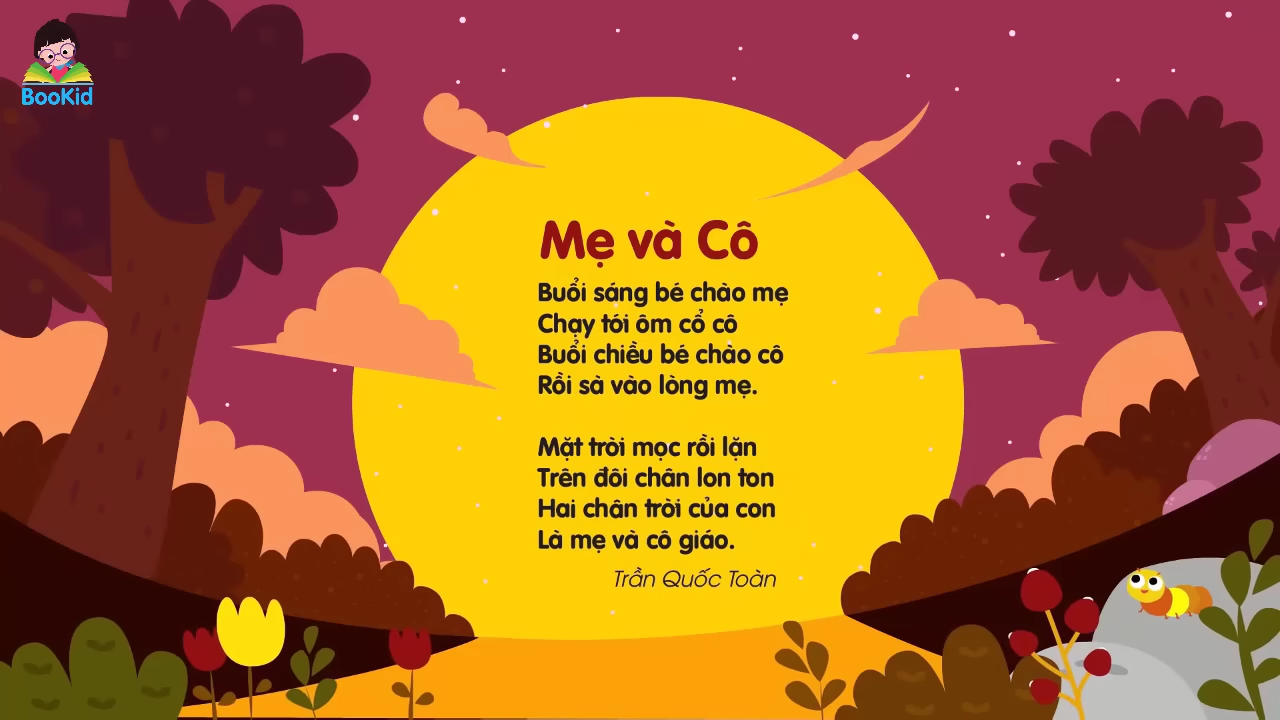 BooKid
Mẹ và Cô
Buổi sáng bé chào mẹ
Chạy tới ôm cổ cô
Buổi chiều bé chào cô
Rồi sà vào lòng mẹ.
Mặt trời mọc rồi lặn
Trên đôi chân lon ton
Hai chân trời của con
Là mẹ và cô giáo.
Trần Quốc Toàn